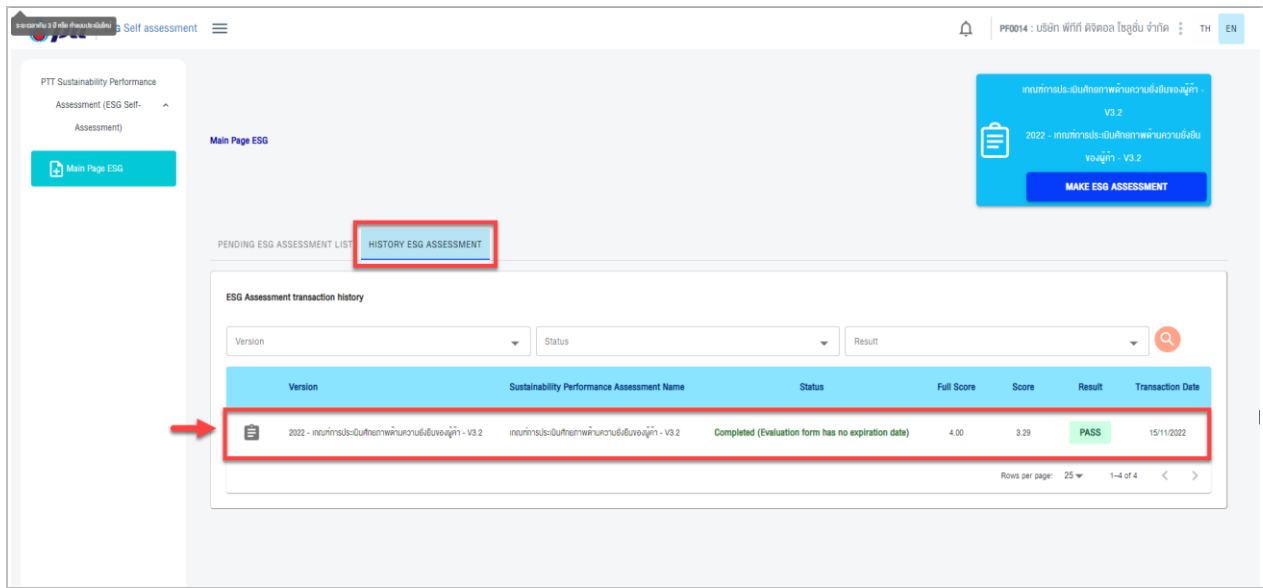 ระยะเวลาเกิน 3 ปี หรือ ทำแบบประเมินใหม่
Self assessment
PF0014 : บริษัท พีทีที ดิจิตอล โซลูชั่น จำกัด
TH
EN
PTT Sustainability Performance
Assessment (ESG Self-
Assessment)
Main Page ESG
Main Page ESG
เกณฑ์การประเมินศักยภาพด้านความยั่งยืนของผู้ค้า -
V3.2
2022 - เกณฑ์การประเมินศักยภาพด้านความยั่งยืน
ของผู้ค้า - V3.2
MAKE ESG ASSESSMENT
PENDING ESG ASSESSMENT LIST
HISTORY ESG ASSESSMENT
ESG Assessment transaction history
Version
Status
Result
Version Sustainability Performance Assessment Name Status Full Score Score Result Transaction Date
2022 - เกณฑ์การประเมินศักยภาพด้านความยั่งยืนของผู้ค้า - V3.2 เกณฑ์การประเมินศักยภาพด้านความยั่งยืนของผู้ค้า - V3.2 Completed (Evaluation form has no expiration date) 4.00 3.29 PASS 15/11/2022
Rows per page: 25 1–4 of 4